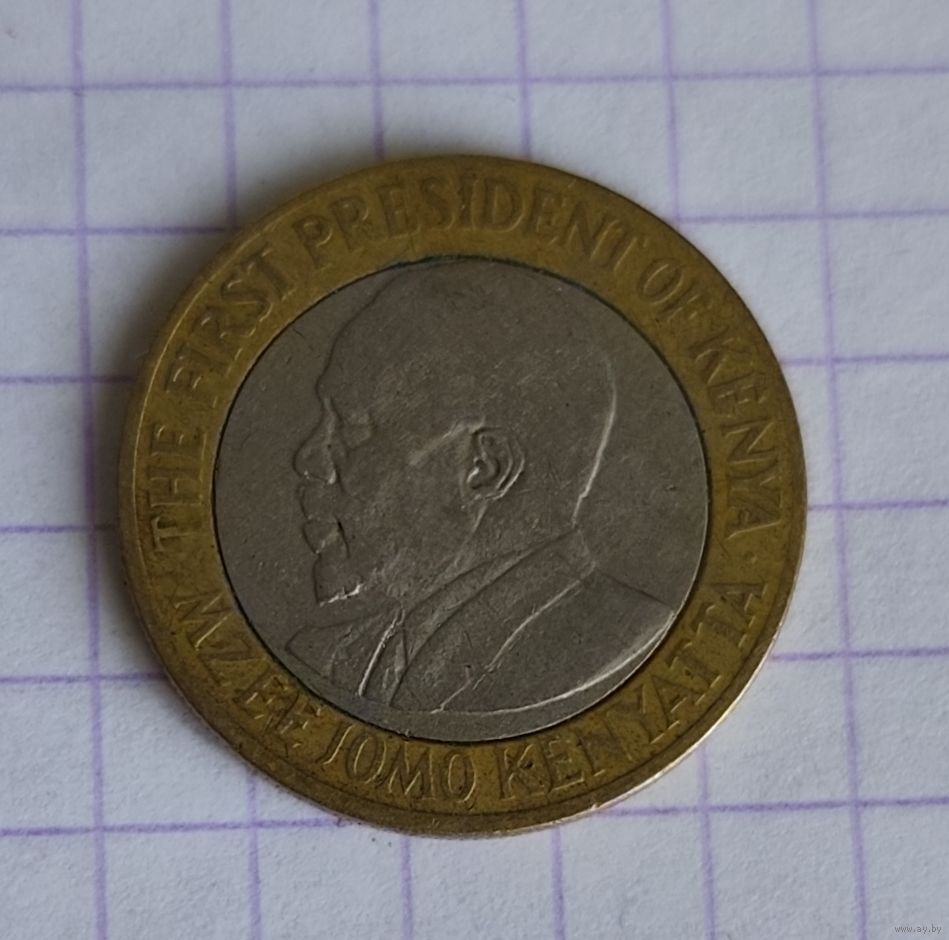 THE FIRST PRESIDENT OF KENYA ·
MZEE JOMO KENYATTA
www.ay.by